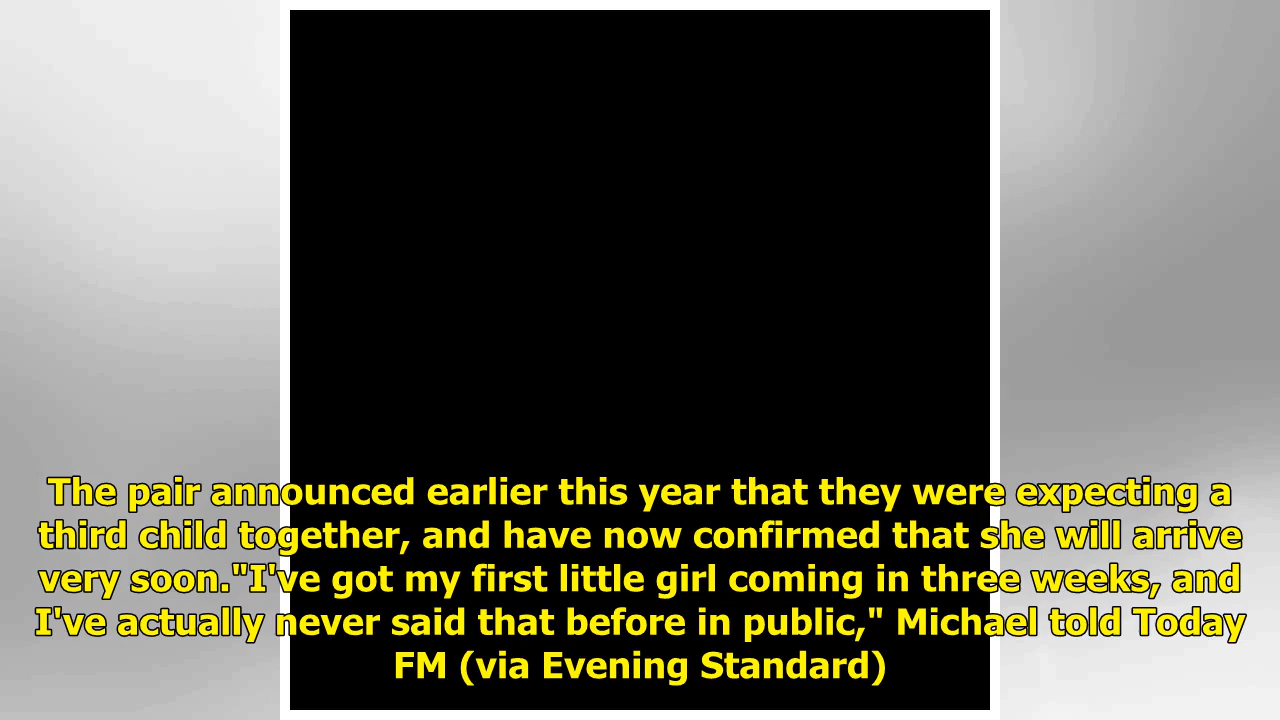 The pair announced earlier this year that they were expecting a
third child together, and have now confirmed that she will arrive
very soon."I've got my first little girl coming in three weeks, and
I've actually never said that before in public," Michael told Today
FM (via Evening Standard)